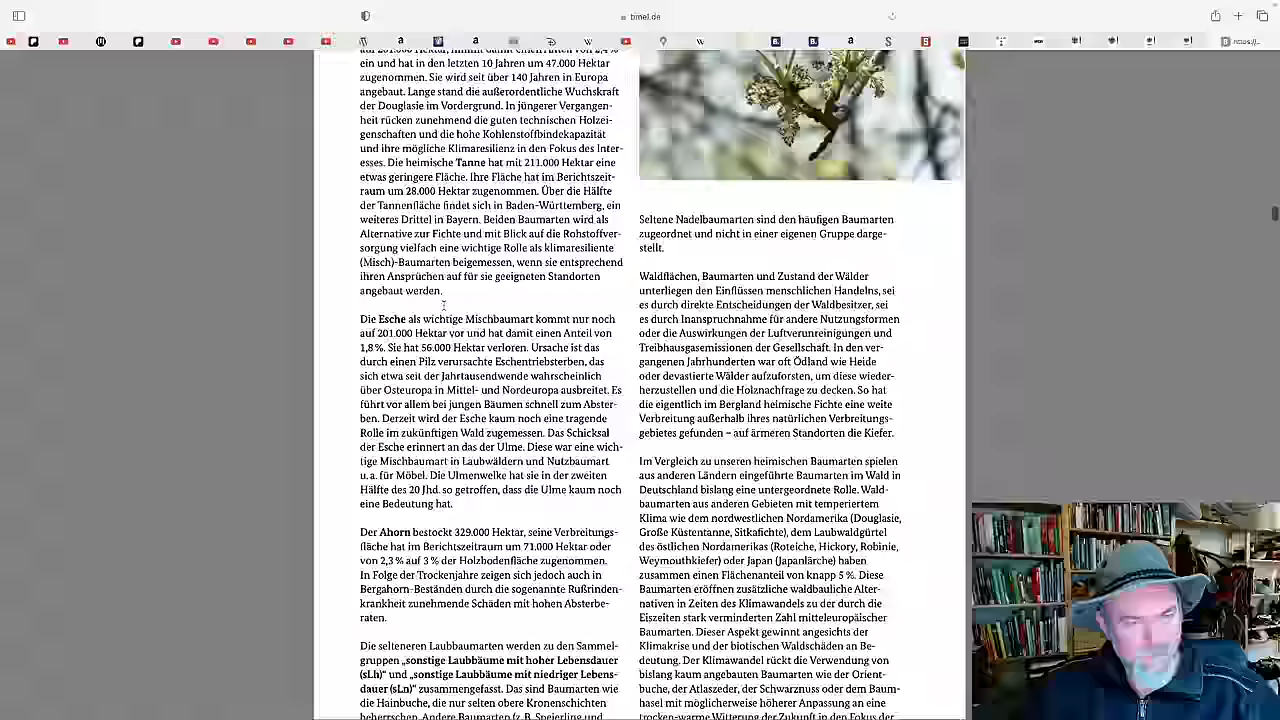 bmel.de
https://...
auf 201.000 Hektar, nimmt damit einen Anteil von 2,4 %
ein und hat in den letzten 10 Jahren um 47.000 Hektar
zugenommen. Sie wird seit über 140 Jahren in Europa
angebaut. Lange stand die außerordentliche Wuchskraft
der Douglasie im Vordergrund. In jüngerer Vergangen-
heit rücken zunehmend die guten technischen Holzei-
genschaften und die hohe Kohlenstoffbindekapazität
und ihre mögliche Klimaresilienz in den Fokus des Inter-
esses. Die heimische Tanne hat mit 211.000 Hektar eine
etwas geringere Fläche. Ihre Fläche hat im Berichtszeit-
raum um 28.000 Hektar zugenommen. Über die Hälfte
der Tannenfläche findet sich in Baden-Württemberg, ein
weiteres Drittel in Bayern. Beiden Baumarten wird als
Alternative zur Fichte und mit Blick auf die Rohstoffver-
sorgung vielfach eine wichtige Rolle als klimaresiliente
(Misch)-Baumarten beigemessen, wenn sie entsprechend
ihren Ansprüchen auf für sie geeigneten Standorten
angebaut werden.
Die Esche als wichtige Mischbaumart kommt nur noch
auf 201 000 Hektar vor und hat damit einen Anteil von
1,8 %. Sie hat 56.000 Hektar verloren. Ursache ist das
durch einen Pilz verursachte Eschentriebsterben, das
sich etwa seit der Jahrtausendwende wahrscheinlich
über Osteuropa in Mittel- und Nordeuropa ausbreitet. Es
führt vor allem bei jungen Bäumen schnell zum Abster-
ben. Derzeit wird der Esche kaum noch eine tragende
Rolle im zukünftigen Wald zugemessen. Das Schicksal
der Esche erinnert an das der Ulme. Diese war eine wich-
tige Mischbaumart in Laubwäldern und Nutzbaumart
u. a. für Möbel. Die Ulmenwelke hat sie in der zweiten
Hälfte des 20 Jhd. so getroffen, dass die Ulme kaum noch
eine Bedeutung hat.
Der Ahorn bestockt 329.000 Hektar, seine Verbreitungs-
fläche hat im Berichtszeitraum um 71.000 Hektar oder
von 2,3 % auf 3 % der Holzbodenfläche zugenommen.
In Folge der Trockenjahre zeigen sich jedoch auch in
Bergahorn-Beständen durch die sogenannte Rußrinden-
krankheit zunehmende Schäden mit hohen Absterbe-
raten.
Die selteneren Laubbaumarten werden zu den Sammel-
gruppen „sonstige Laubbäume mit hoher Lebensdauer
(sLh)“ und „sonstige Laubbäume mit niedriger Lebens-
dauer (sLn)“ zusammengefasst. Das sind Baumarten wie
die Hainbuche, die nur selten obere Kronenschichten
beherrschen. Andere Baumarten (z. B. Speierling und
Seltene Nadelbaumarten sind den häufigen Baumarten
zugeordnet und nicht in einer eigenen Gruppe darge-
stellt.
Waldflächen, Baumarten und Zustand der Wälder
unterliegen den Einflüssen menschlichen Handelns, sei
es durch direkte Entscheidungen der Waldbesitzer, sei
es durch Inanspruchnahme für andere Nutzungsformen
oder die Auswirkungen der Luftverunreinigungen und
Treibhausgasemissionen der Gesellschaft. In den ver-
gangenen Jahrhunderten war oft Ödland wie Heide
oder devastierte Wälder aufzuforsten, um diese wieder-
herzustellen und die Holznachfrage zu decken. So hat
die eigentlich im Bergland heimische Fichte eine weite
Verbreitung außerhalb ihres natürlichen Verbreitungs-
gebietes gefunden – auf ärmeren Standorten die Kiefer.
Im Vergleich zu unseren heimischen Baumarten spielen
aus anderen Ländern eingeführte Baumarten im Wald in
Deutschland bislang eine untergeordnete Rolle. Wald-
baumarten aus anderen Gebieten mit temperiertem
Klima wie dem nordwestlichen Nordamerika (Douglasie,
Große Küstentanne, Sitkafichte), dem Laubwaldgürtel
des östlichen Nordamerikas (Roteiche, Hickory, Robinie,
Weymouthkiefer) oder Japan (Japanlärche) haben
zusammen einen Flächenanteil von knapp 5 %. Diese
Baumarten eröffnen zusätzliche waldbauliche Alter-
nativen in Zeiten des Klimawandels zu der durch die
Eiszeiten stark verminderten Zahl mitteleuropäischer
Baumarten. Dieser Aspekt gewinnt angesichts der
Klimakrise und der biotischen Waldschäden an Be-
deutung. Der Klimawandel rückt die Verwendung von
bislang kaum angebauten Baumarten wie der Orient-
buche, der Atlaszeder, der Schwarznuss oder dem Baum-
hasel mit möglicherweise höherer Anpassung an eine
trocken-warme Witterung der Zukunft in den Fokus der